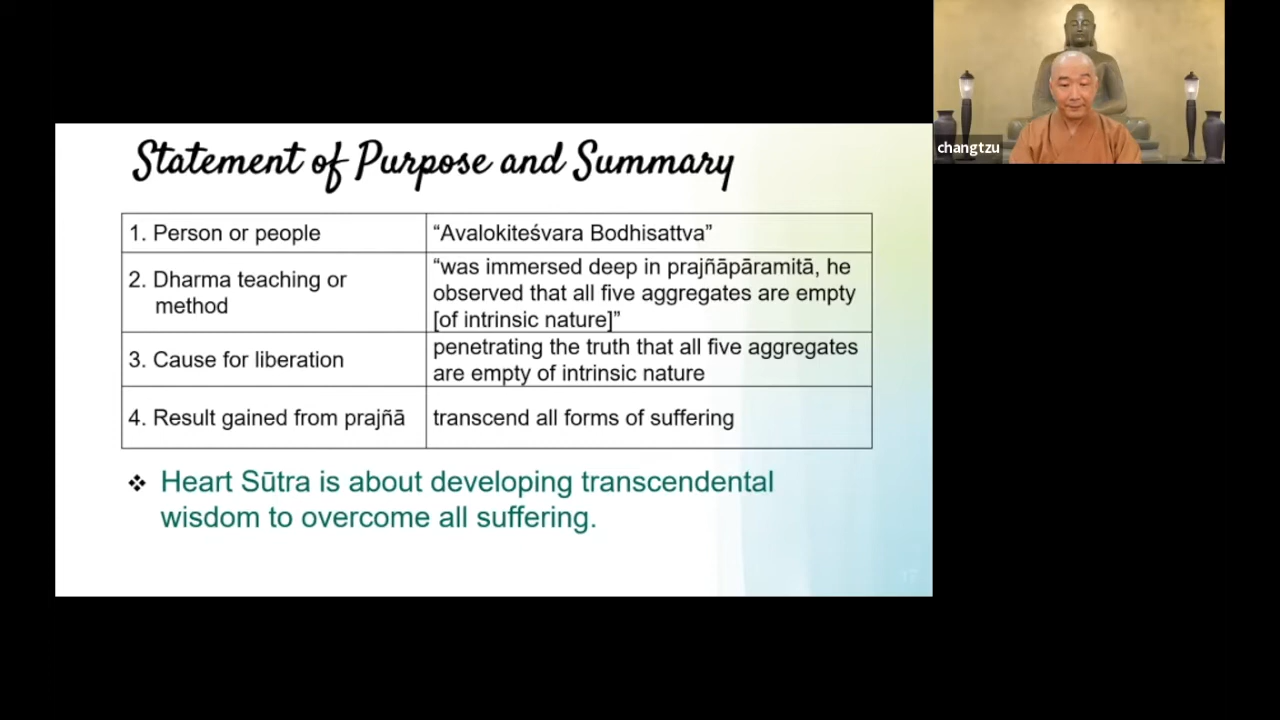 changtzu
Statement of Purpose and Summary
1. Person or people
“Avalokiteśvara Bodhisattva”
2. Dharma teaching or
method
“was immersed deep in prajñāpāramitā, he
observed that all five aggregates are empty
[of intrinsic nature]”
3. Cause for liberation
penetrating the truth that all five aggregates
are empty of intrinsic nature
4. Result gained from prajñā
transcend all forms of suffering
❖ Heart Sūtra is about developing transcendental
wisdom to overcome all suffering.
17